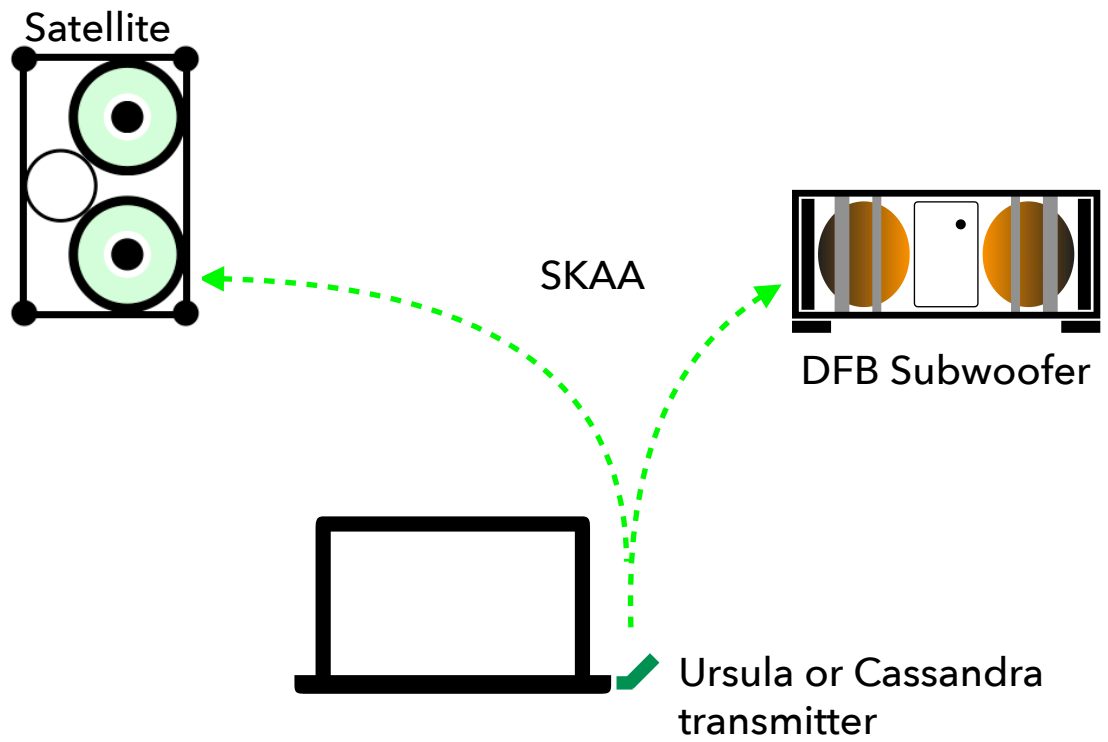 Satellite
SKAA
DFB Subwoofer
Ursula or Cassandra
transmitter